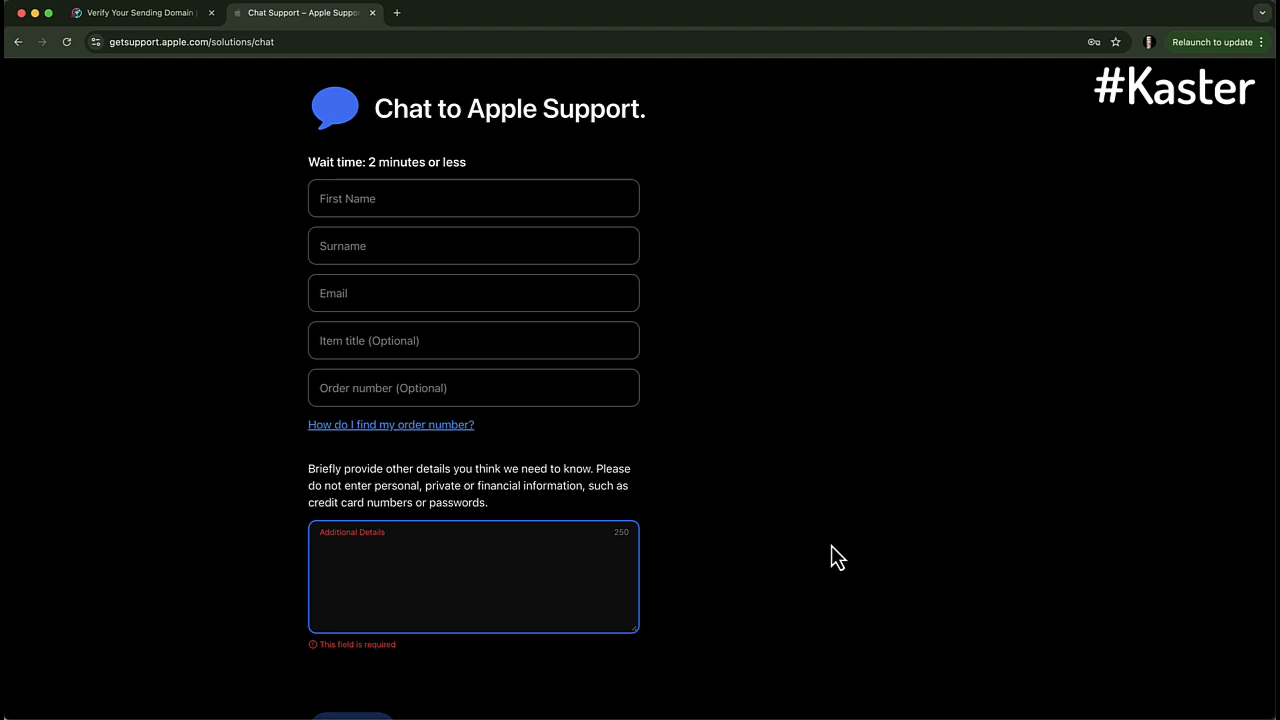 Verify Your Sending Domain |
Chat Support – Apple Suppor
getsupport.apple.com/solutions/chat
Relaunch to update
#Kaster
Chat to Apple Support.
Wait time: 2 minutes or less
First Name
Surname
Email
Item title (Optional)
Order number (Optional)
How do I find my order number?
Briefly provide other details you think we need to know. Please
do not enter personal, private or financial information, such as
credit card numbers or passwords.
Additional Details 250
This field is required